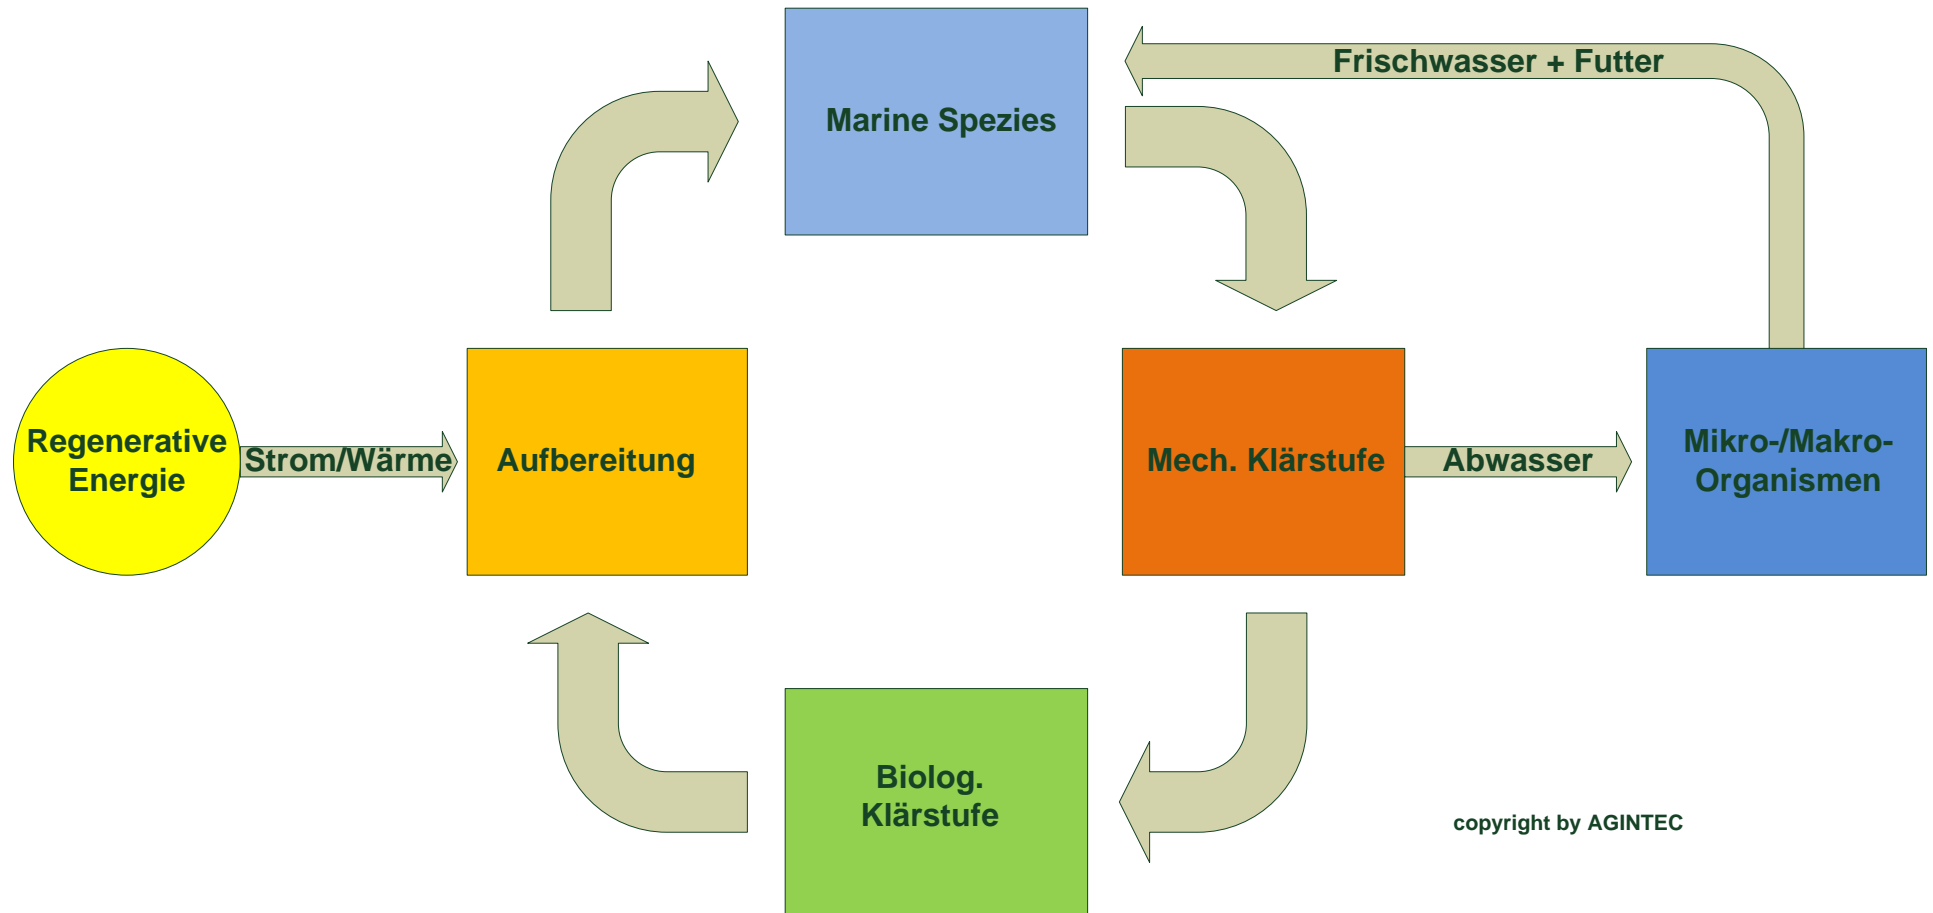 Frischwasser + Futter
Marine Spezies
Regenerative
Energie
Strom/Wärme
Aufbereitung
Mech. Klärstufe
Abwasser
Mikro-/Makro-
Organismen
Biolog.
Klärstufe
copyright by AGINTEC